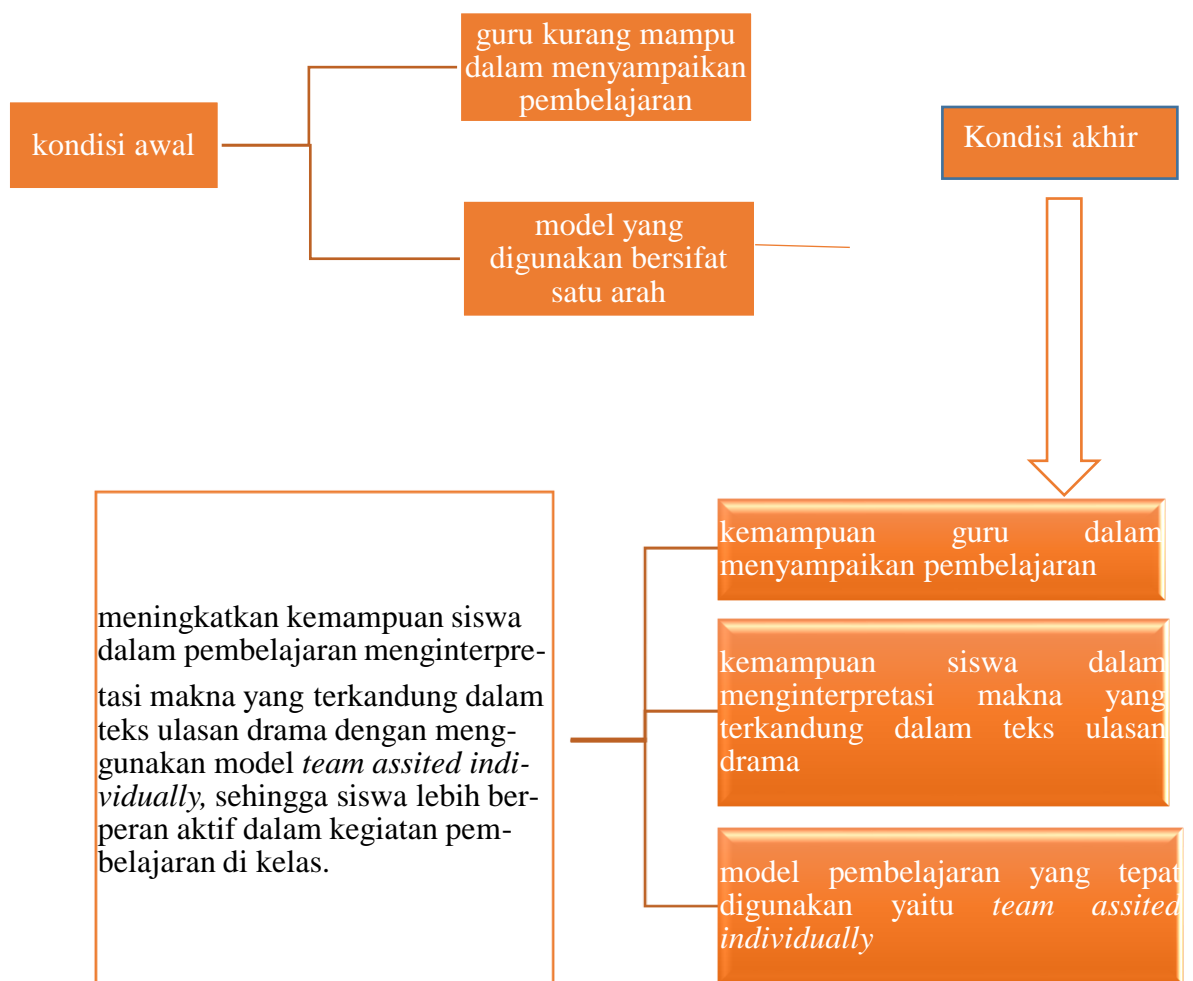 guru kurang mampu
dalam menyampaikan
pembelajaran
kondisi awal
Kondisi akhir
model yang
digunakan bersifat
satu arah
meningkatkan kemampuan siswa
dalam pembelajaran menginterpre-
tasi makna yang terkandung dalam
teks ulasan drama dengan meng-
gunakan model team assited indi-
vidually, sehingga siswa lebih ber-
peran aktif dalam kegiatan pem-
belajaran di kelas.
kemampuan guru dalam
menyampaikan pembelajaran
kemampuan siswa dalam
menginterpretasi makna yang
terkandung dalam teks ulasan
drama
model pembelajaran yang tepat
digunakan yaitu team assited
individually